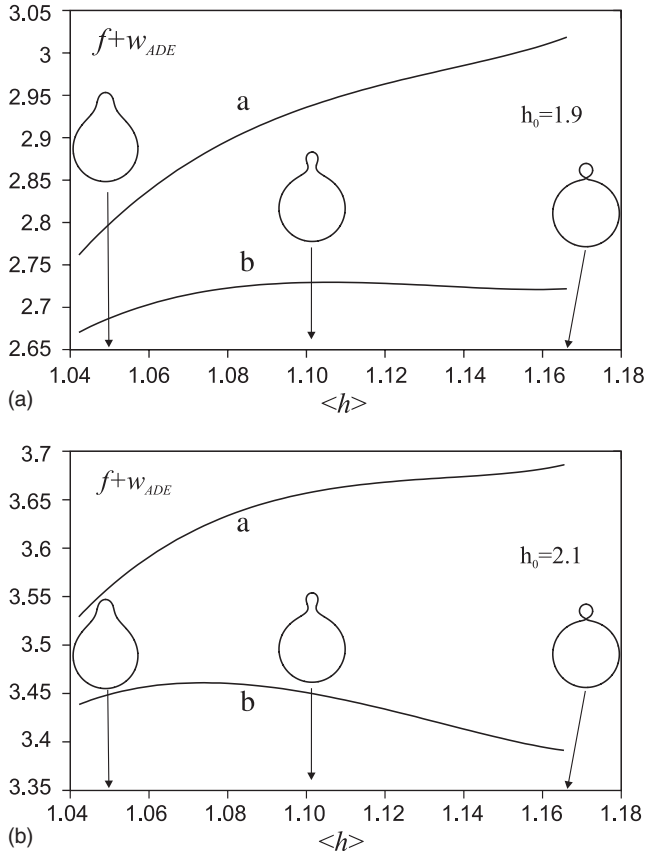 3.05
3
2.95
2.9
2.85
2.8
2.75
2.7
2.65
f+w_ADE
a
h₀=1.9
b
1.04 1.06 1.08 1.10 1.12 1.14 1.16 1.18
(a)
<h>
3.7
3.65
3.6
3.55
3.5
3.45
3.4
3.35
f+w_ADE
a
h₀=2.1
b
1.04 1.06 1.08 1.10 1.12 1.14 1.16 1.18
(b)
<h>